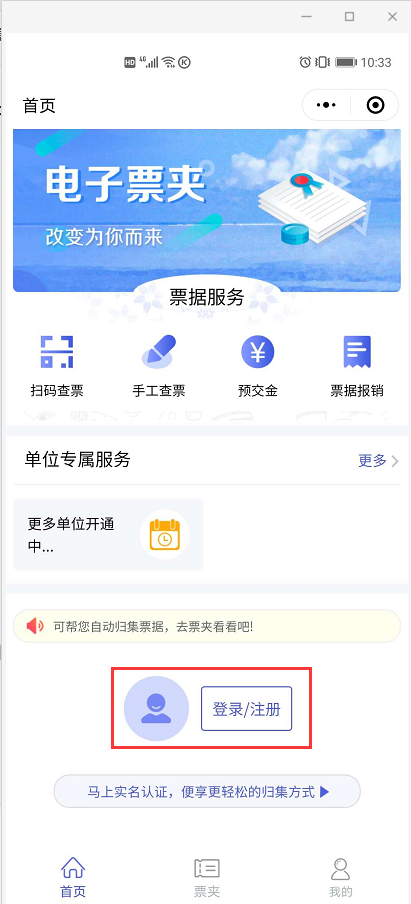 HD 4G 10:33
首页
电子票夹
改变为你而来
票据服务
扫码查票 手工查票 预交金 票据报销
单位专属服务 更多
更多单位开通
中...
可帮您自动归集票据，去票夹看看吧!
登录/注册
马上实名认证，便享更轻松的归集方式
首页 票夹 我的